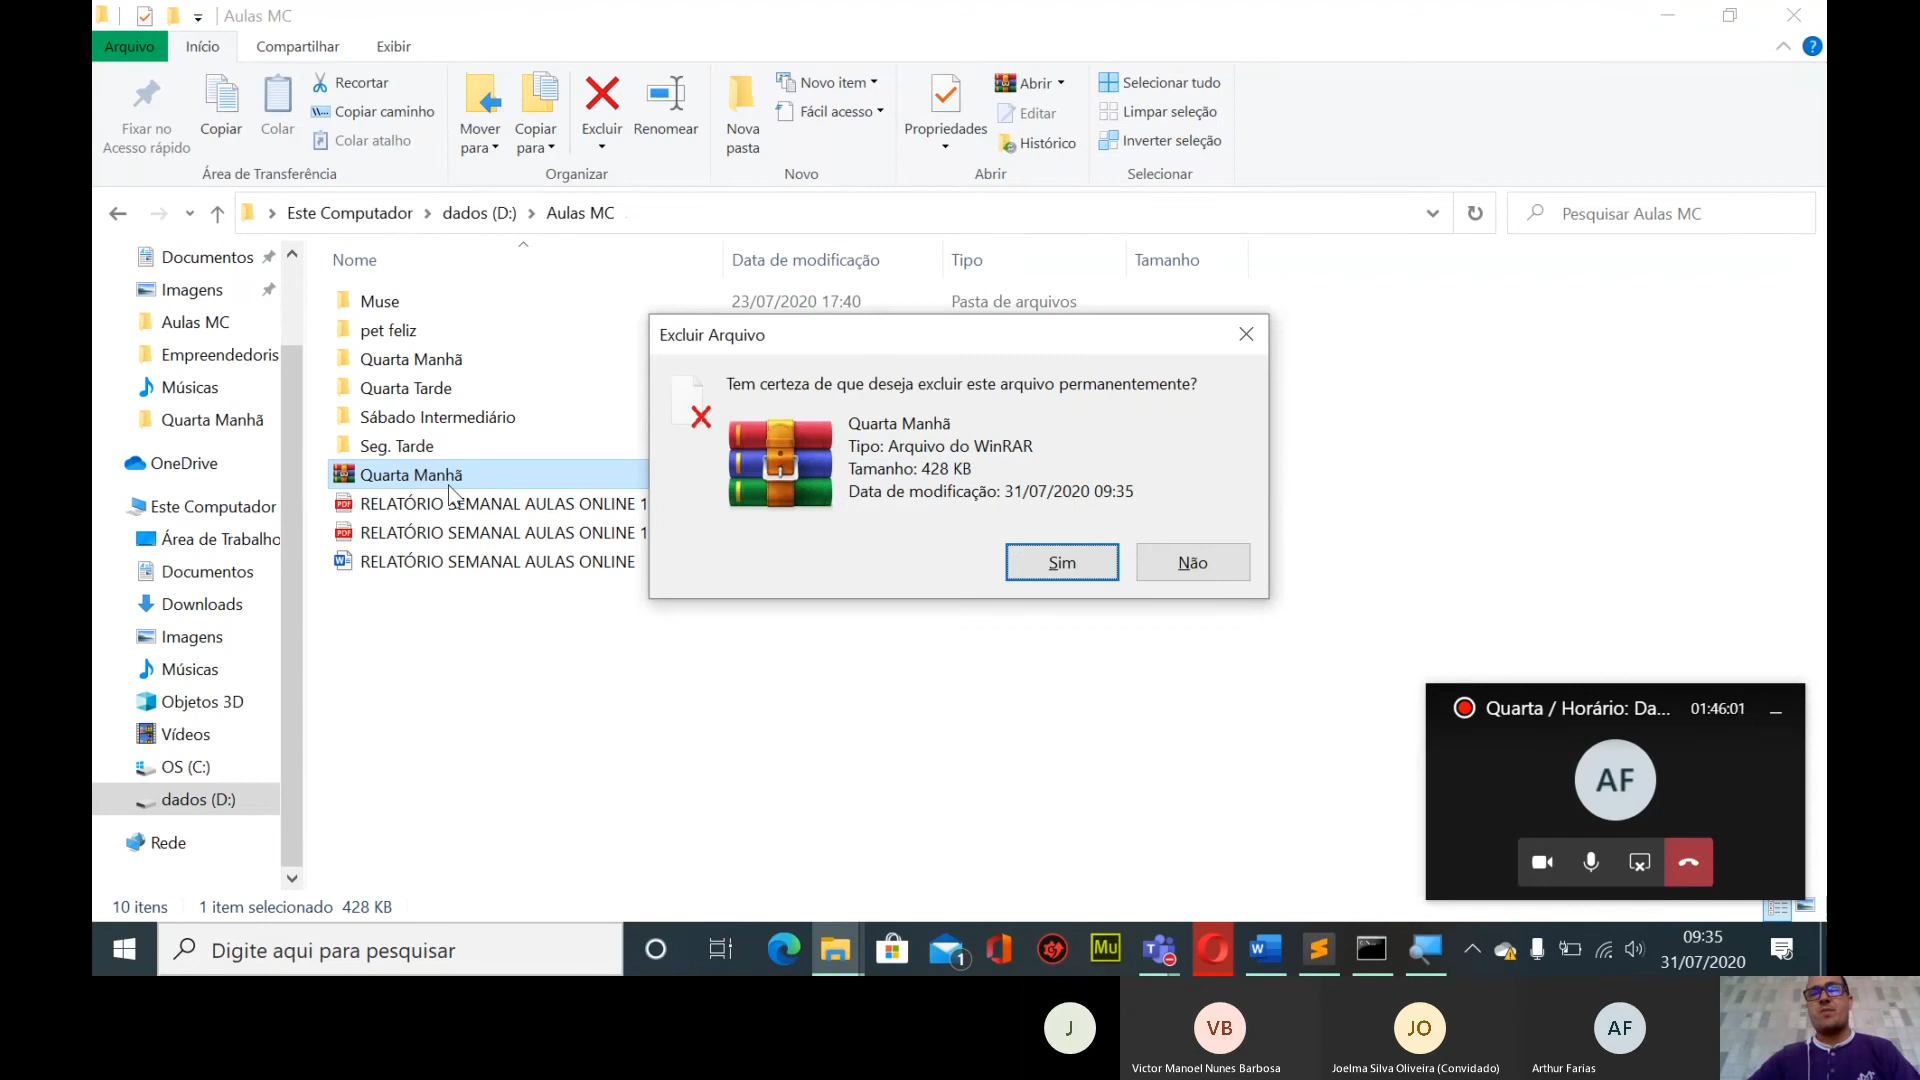 Aulas MC
Arquivo
Início
Compartilhar
Exibir
?
Fixar no
Acesso rápido
Copiar
Colar
Recortar
Copiar caminho
Colar atalho
Área de Transferência
Mover
para
Copiar
para
Excluir
Renomear
Organizar
Nova
pasta
Novo item
Fácil acesso
Novo
Propriedades
Abrir
Editar
Histórico
Abrir
Selecionar tudo
Limpar seleção
Inverter seleção
Selecionar
Este Computador
dados (D:)
Aulas MC
Pesquisar Aulas MC
Documentos
Imagens
Aulas MC
Empreendedoris
Músicas
Quarta Manhã
OneDrive
Este Computador
Área de Trabalho
Documentos
Downloads
Imagens
Músicas
Objetos 3D
Vídeos
OS (C:)
dados (D:)
Rede
Nome
Data de modificação
Tipo
Tamanho
Muse
23/07/2020 17:40
Pasta de arquivos
pet feliz
Quarta Manhã
Quarta Tarde
Sábado Intermediário
Seg. Tarde
Quarta Manhã
PDF
RELATÓRIO SEMANAL AULAS ONLINE 1
PDF
RELATÓRIO SEMANAL AULAS ONLINE 1
W
RELATÓRIO SEMANAL AULAS ONLINE
Excluir Arquivo
Tem certeza de que deseja excluir este arquivo permanentemente?
Quarta Manhã
Tipo: Arquivo do WinRAR
Tamanho: 428 KB
Data de modificação: 31/07/2020 09:35
Sim
Não
Quarta / Horário: Da...
01:46:01
AF
10 itens
1 item selecionado
428 KB
Digite aqui para pesquisar
1
Mu
T
W
09:35
31/07/2020
J
VB
JO
AF
Victor Manoel Nunes Barbosa
Joelma Silva Oliveira (Convidado)
Arthur Farias